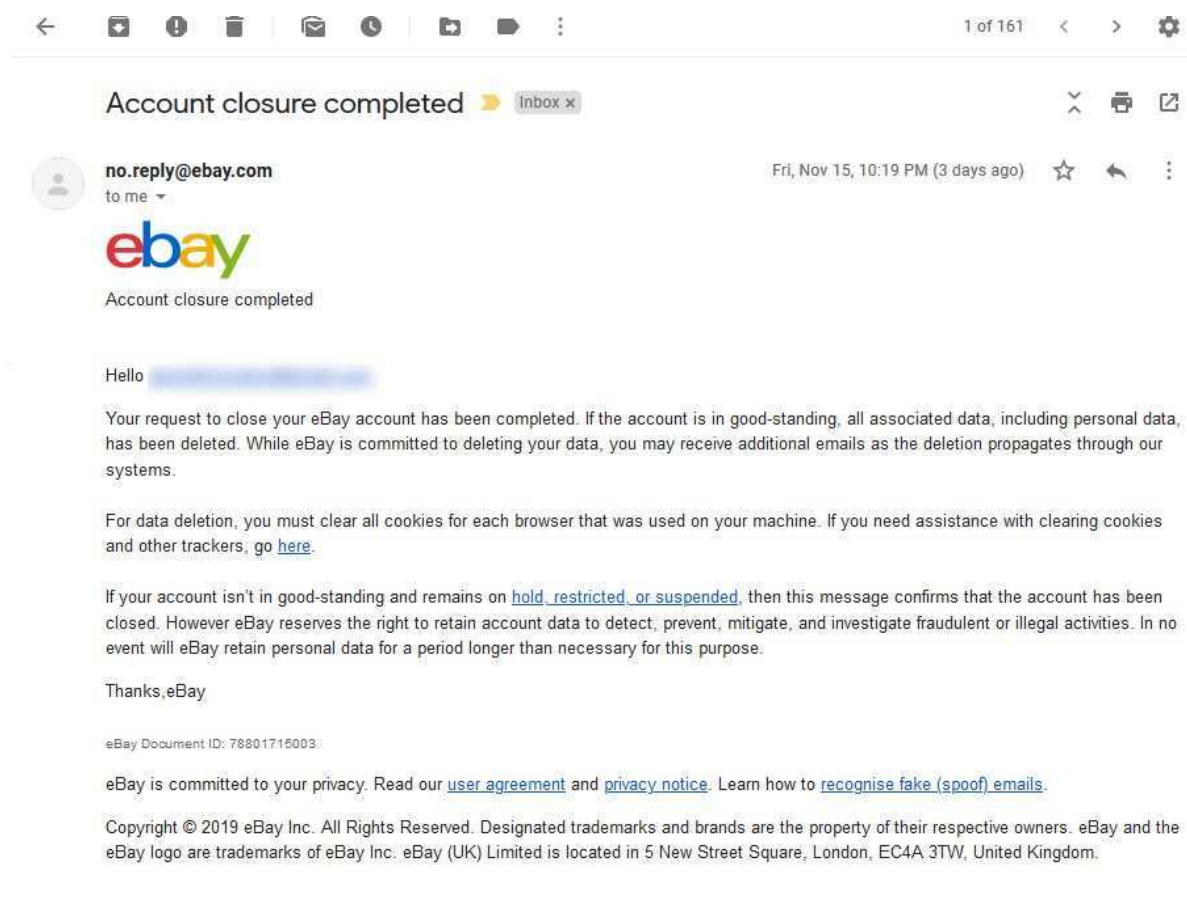 1 of 161
Account closure completed Inbox x
no.reply@ebay.com Fri, Nov 15, 10:19 PM (3 days ago)
to me
ebay
Account closure completed
Hello
Your request to close your eBay account has been completed. If the account is in good-standing, all associated data, including personal data,
has been deleted. While eBay is committed to deleting your data, you may receive additional emails as the deletion propagates through our
systems.
For data deletion, you must clear all cookies for each browser that was used on your machine. If you need assistance with clearing cookies
and other trackers, go here.
If your account isn't in good-standing and remains on hold, restricted, or suspended, then this message confirms that the account has been
closed. However eBay reserves the right to retain account data to detect, prevent, mitigate, and investigate fraudulent or illegal activities. In no
event will eBay retain personal data for a period longer than necessary for this purpose.
Thanks,eBay
eBay Document ID: 78801715003
eBay is committed to your privacy. Read our user agreement and privacy notice. Learn how to recognise fake (spoof) emails.
Copyright © 2019 eBay Inc. All Rights Reserved. Designated trademarks and brands are the property of their respective owners. eBay and the
eBay logo are trademarks of eBay Inc. eBay (UK) Limited is located in 5 New Street Square, London, EC4A 3TW, United Kingdom.